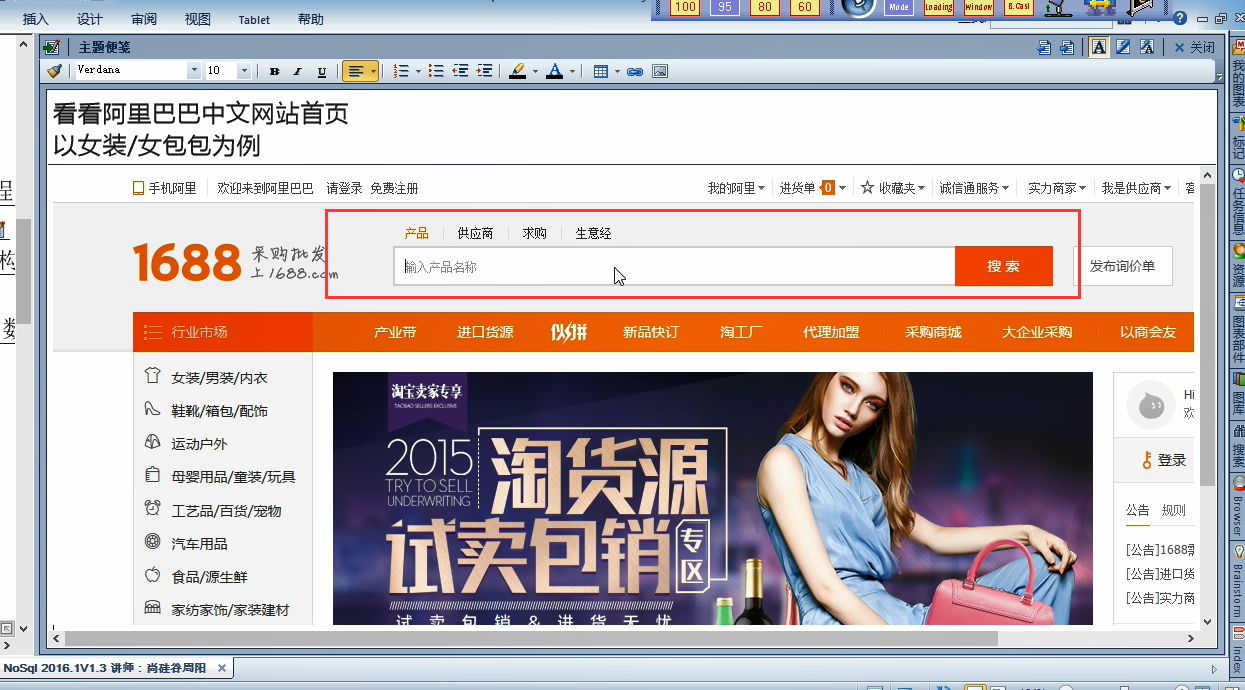 插入 设计 审阅 视图 Tablet 帮助
100 95 80 60 Mode Loading Window
主题便笺 关闭
Verdana 10 B I U A
看看阿里巴巴中文网站首页
以女装/女包包为例
手机阿里 欢迎来到阿里巴巴 请登录 免费注册 我的阿里 进货单 0 收藏夹 诚信通服务 实力商家 我是供应商
产品 供应商 求购 生意经
1688 采购批发
上1688.com
输入产品名称 搜索 发布询价单
行业市场 产业带 进口货源 伙拼 新品快订 淘工厂 代理加盟 采购商城 大企业采购 以商会友
女装/男装/内衣
鞋靴/箱包/配饰
运动户外
母婴用品/童装/玩具
工艺品/百货/宠物
汽车用品
食品/源生鲜
家纺家饰/家装建材
淘宝卖家专享
TAOBAO SELLERS EXCLUSIVE
2015 淘货源
TRY TO SELL
UNDERWRITING
试卖包销 专区
试卖包销&进货无忧
Hi
欢
登录
公告 规则
[公告]1688
[公告]进口货
[公告]实力商
程
构
数
我的图表
标记
任务信息
资源
图表部件
图库
搜索
Browser
Brainstorm
Index
NoSql 2016.1V1.3 讲师：尚硅谷周阳